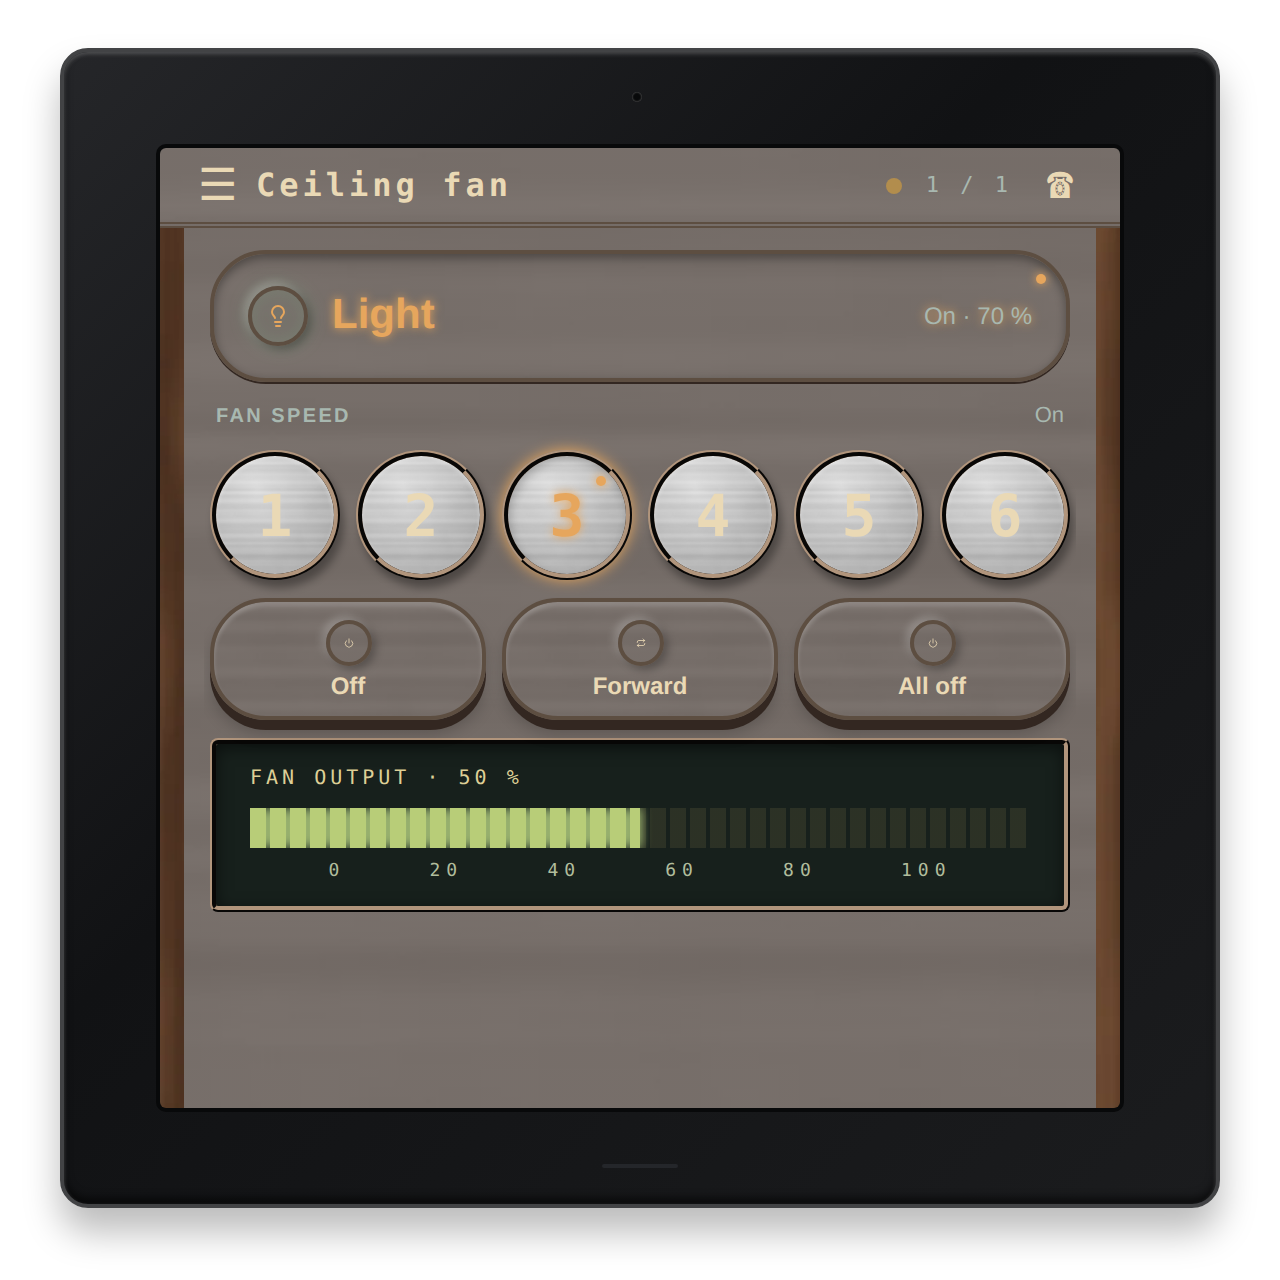 ☰ Ceiling fan 1 / 1 ☎
Light On · 70 %
FAN SPEED On
1 2 3 4 5 6
Off Forward All off
FAN OUTPUT · 50 %
0 20 40 60 80 100